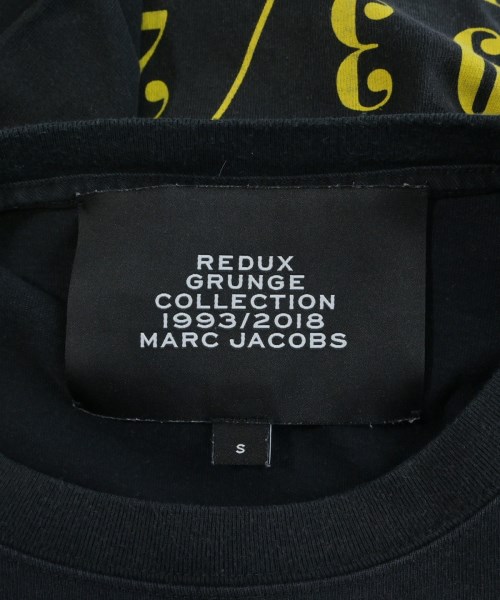 REDUX
GRUNGE
COLLECTION
1993/2018
MARC JACOBS
S